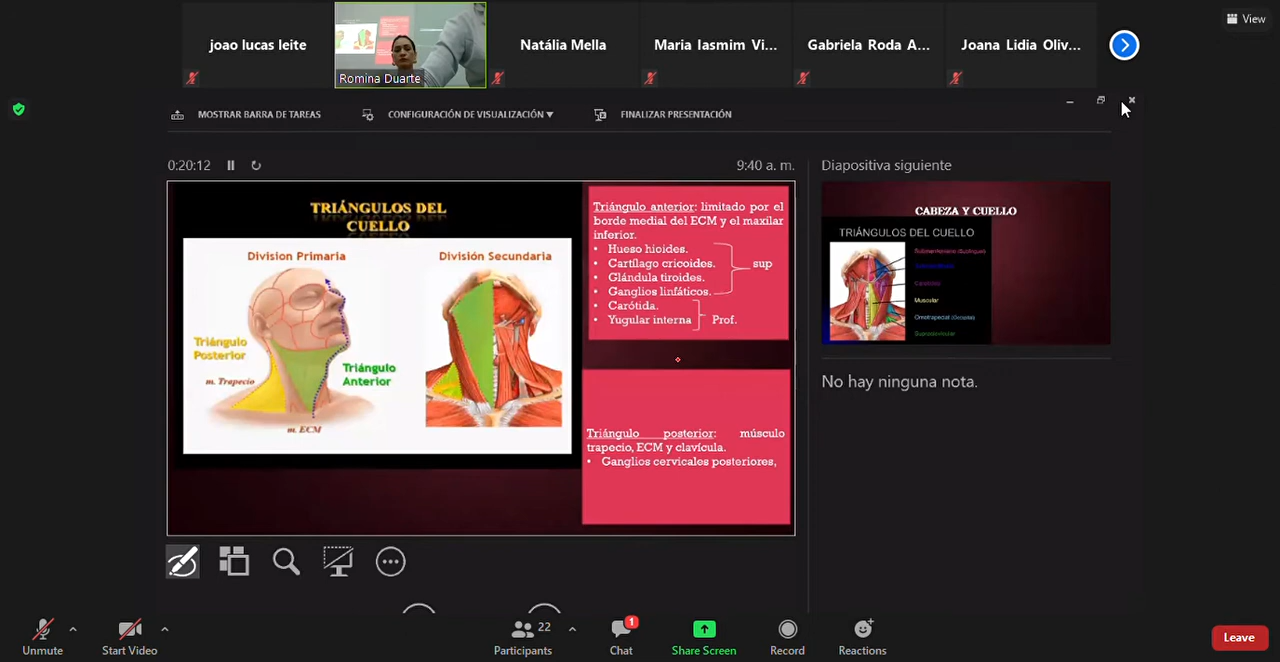 View
joao lucas leite
Romina Duarte
Natália Mella
Maria Iasmim Vi...
Gabriela Roda A...
Joana Lidia Oliv...
MOSTRAR BARRA DE TAREAS
CONFIGURACIÓN DE VISUALIZACIÓN ▼
FINALIZAR PRESENTACIÓN
0:20:12
9:40 a. m.
TRIÁNGULOS DEL
CUELLO
Division Primaria
División Secundaria
Triángulo
Posterior
m. Trapecio
Triángulo
Anterior
m. ECM
Triángulo anterior: limitado por el
borde medial del ECM y el maxilar
inferior.
• Hueso hioides.
• Cartílago cricoides.
• Glándula tiroides.
• Ganglios linfáticos.
sup
• Carótida.
• Yugular interna
Prof.
Triángulo posterior: músculo
trapecio, ECM y clavícula.
• Ganglios cervicales posteriores,
Diapositiva siguiente
CABEZA Y CUELLO
TRIÁNGULOS DEL CUELLO
Muscular
No hay ninguna nota.
Unmute
Start Video
22
Participants
1
Chat
Share Screen
Record
Reactions
Leave